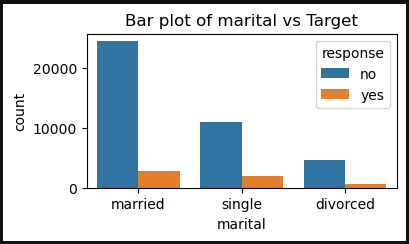 Bar plot of marital vs Target
response
no
yes
count
20000
10000
0
married single divorced
marital